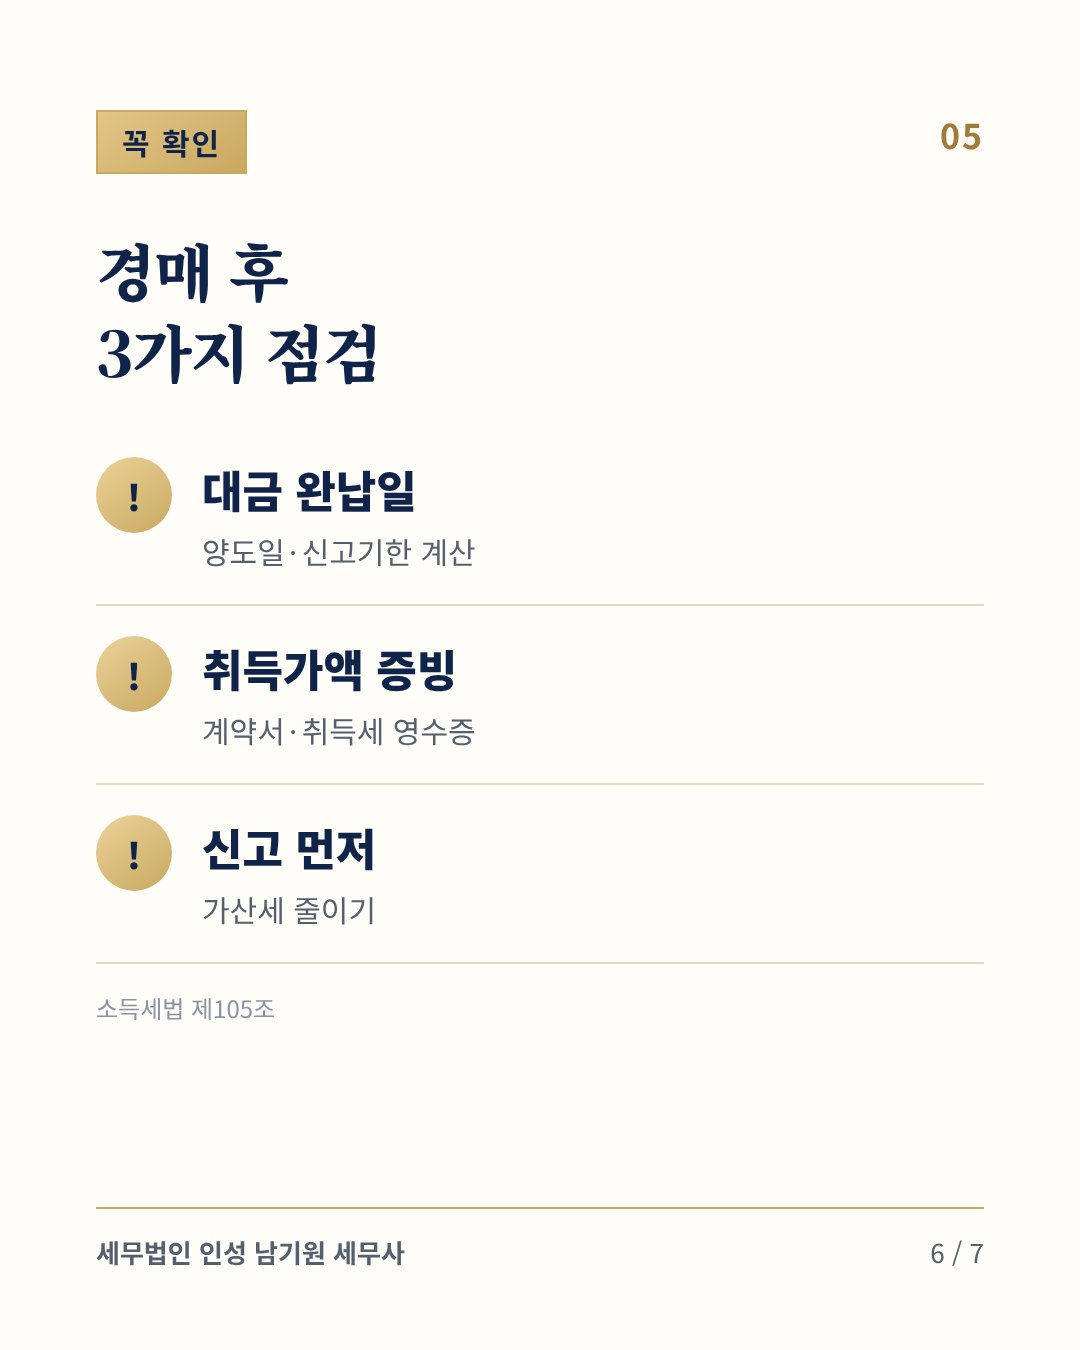 꼭 확인
05
경매 후
3가지 점검
!
대금 완납일
양도일·신고기한 계산
!
취득가액 증빙
계약서·취득세 영수증
!
신고 먼저
가산세 줄이기
소득세법 제105조
세무법인 인성 남기원 세무사
6 / 7